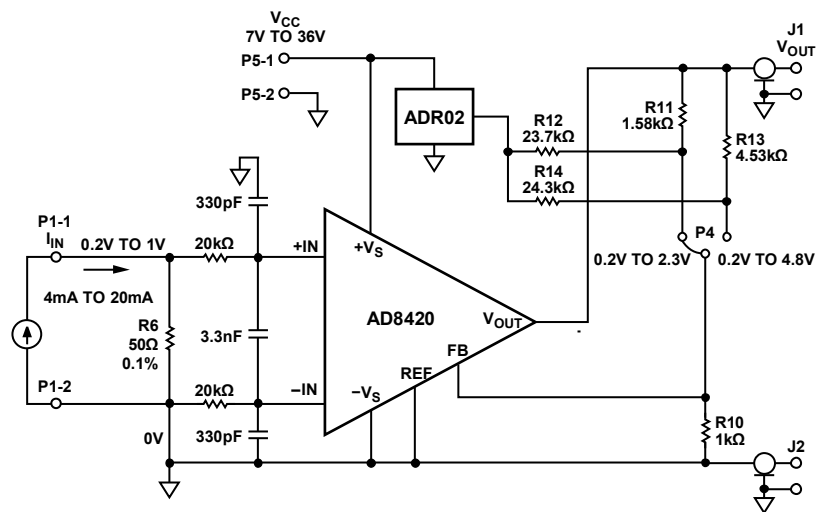 VCC
7V TO 36V
P5-1
P5-2
ADR02
J1
VOUT
R11
1.58kΩ
R12
23.7kΩ
R13
4.53kΩ
R14
24.3kΩ
330pF
P1-1
IIN
0.2V TO 1V
20kΩ
+IN
+VS
P4
0.2V TO 2.3V
0.2V TO 4.8V
4mA TO 20mA
R6
50Ω
0.1%
3.3nF
AD8420
VOUT
FB
REF
P1-2
20kΩ
–IN
–VS
0V
330pF
R10
1kΩ
J2